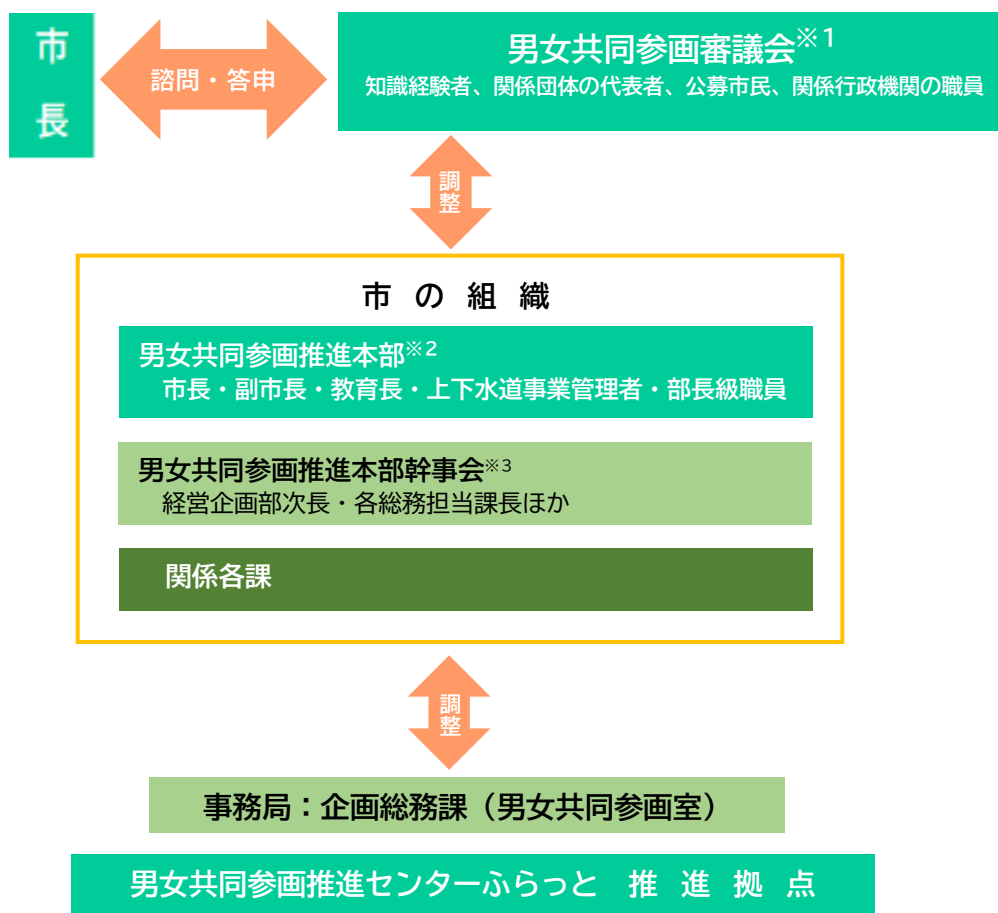 市
長
諮問・答申
男女共同参画審議会※1
知識経験者、関係団体の代表者、公募市民、関係行政機関の職員
調
整
市の組織
男女共同参画推進本部※2
市長・副市長・教育長・上下水道事業管理者・部長級職員
男女共同参画推進本部幹事会※3
経営企画部次長・各総務担当課長ほか
関係各課
調
整
事務局：企画総務課（男女共同参画室）
男女共同参画推進センターふらっと　推進拠点